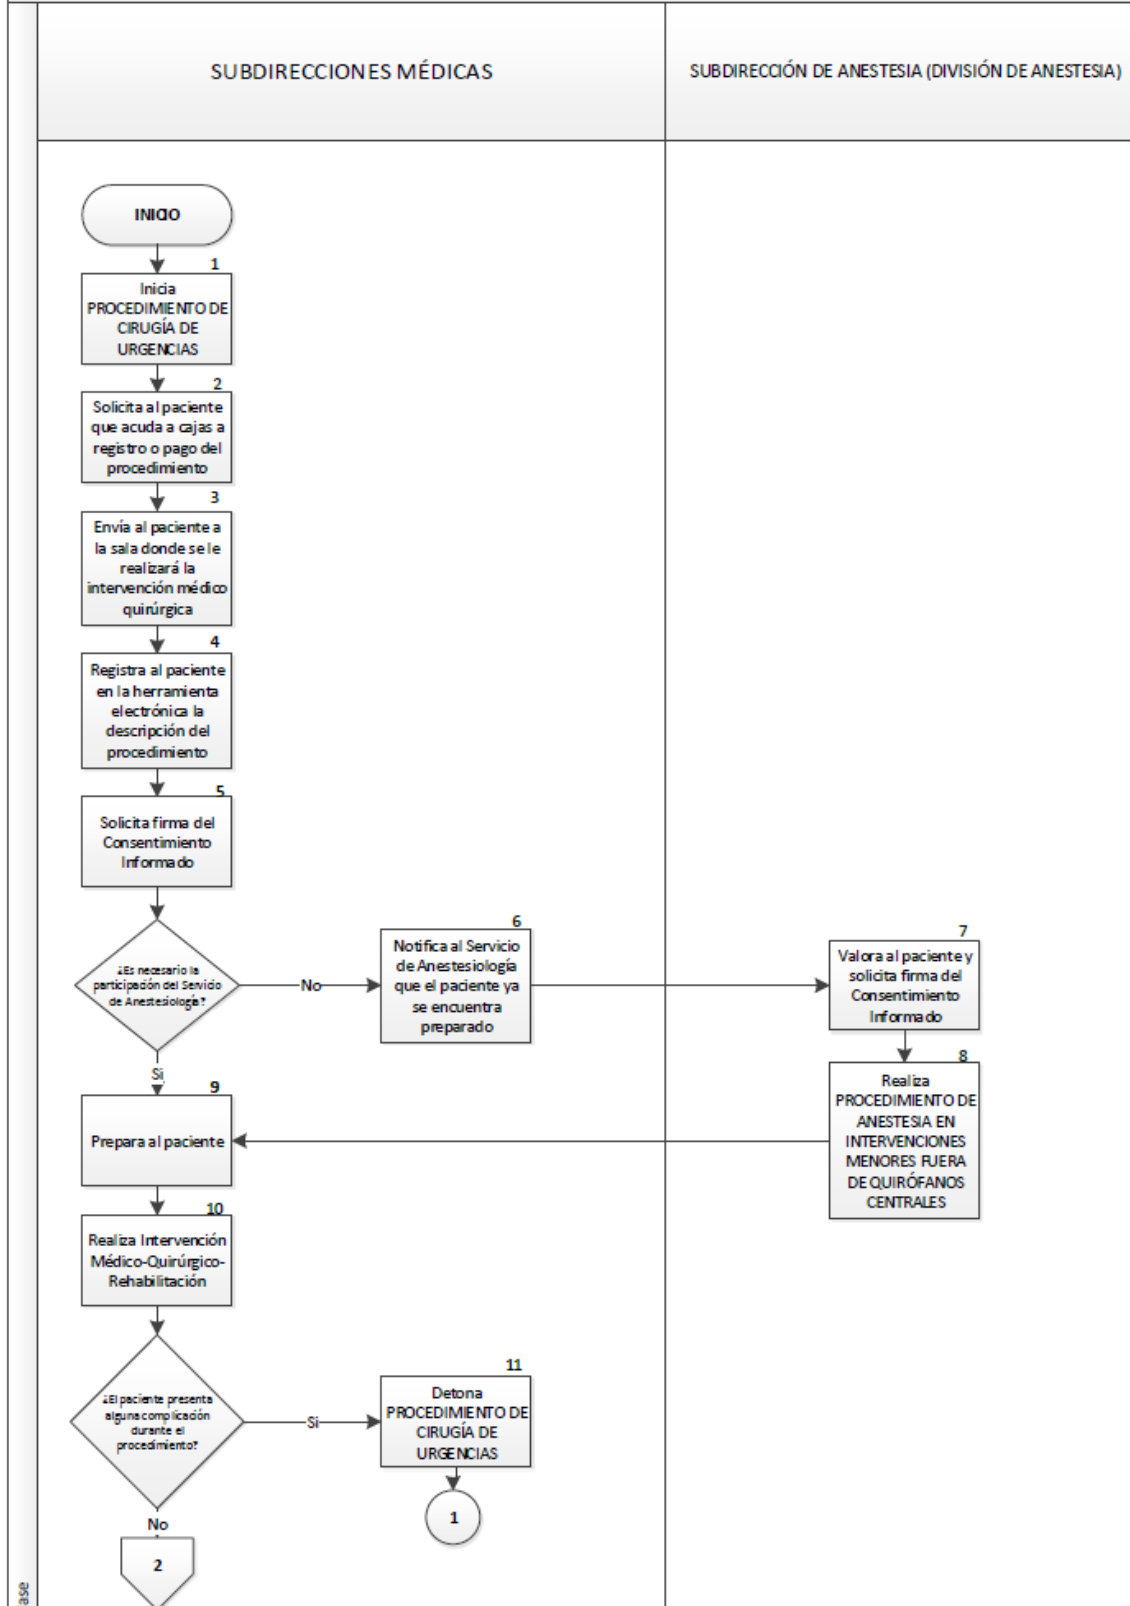 SUBDIRECCIONES MÉDICAS
SUBDIRECCIÓN DE ANESTESIA (DIVISIÓN DE ANESTESIA)
INICIO
1
Inicia
PROCEDIMIENTO DE
CIRUGÍA DE
URGENCIAS
2
Solicita al paciente
que acuda a cajas a
registro o pago del
procedimiento
3
Envía al paciente a
la sala donde se le
realizará la
intervención médico
quirúrgica
4
Registra al paciente
en la herramienta
electrónica la
descripción del
procedimiento
5
Solicita firma del
Consentimiento
Informado
¿Es necesario la
participación del Servicio
de Anestesiología?
No
6
Notifica al Servicio
de Anestesiología
que el paciente ya
se encuentra
preparado
7
Valora al paciente y
solicita firma del
Consentimiento
Informado
8
Realiza
PROCEDIMIENTO DE
ANESTESIA EN
INTERVENCIONES
MENORES FUERA
DE QUIRÓFANOS
CENTRALES
Si
9
Prepara al paciente
10
Realiza Intervención
Médico-Quirúrgico-
Rehabilitación
¿El paciente presenta
alguna complicación
durante el
procedimiento?
Si
11
Detona
PROCEDIMIENTO DE
CIRUGÍA DE
URGENCIAS
1
No
2
ase